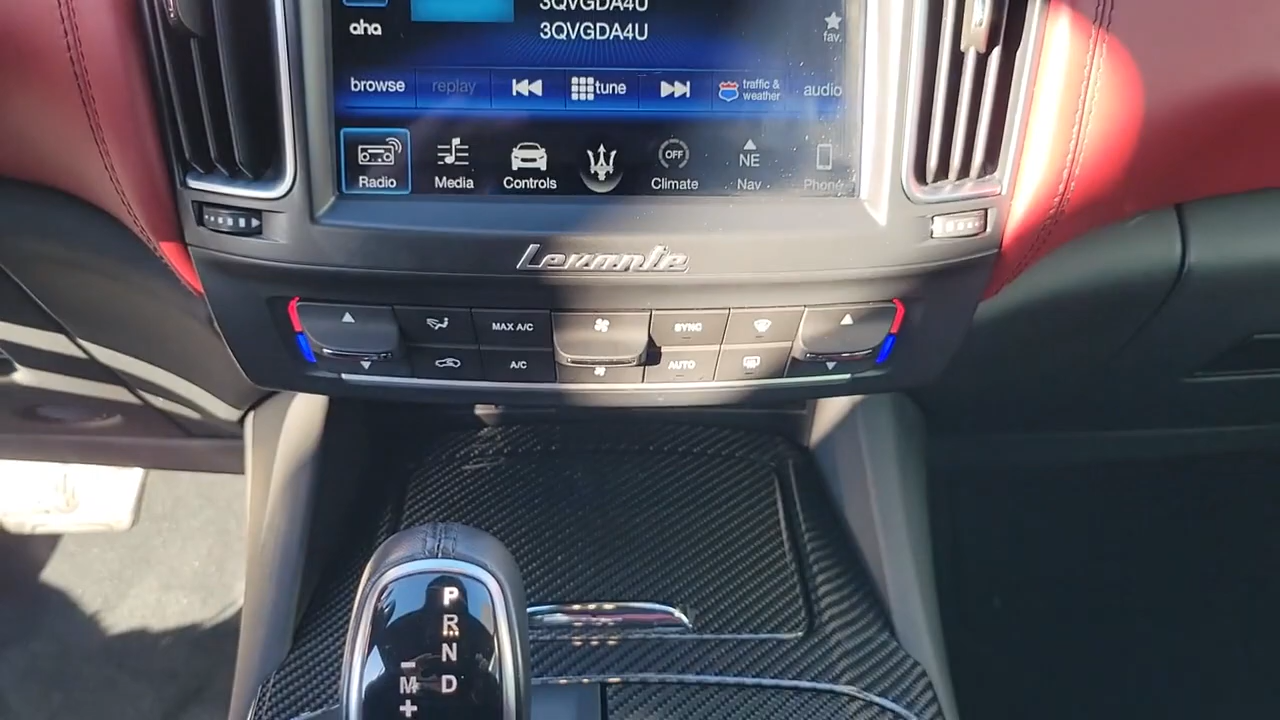 3QVGDA4U
aha
3QVGDA4U
fav.
browse replay tune traffic & weather audio
OFF
NE
Radio Media Controls Climate Nav Phone
Levante
MAX A/C SYNC
A/C AUTO
P
R
N
– D
M
+